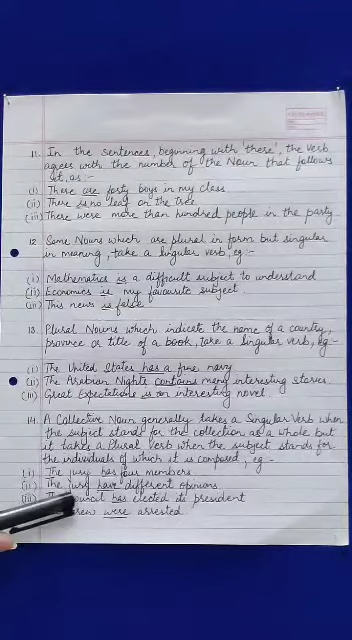 11. In the sentences, beginning with 'there', the verb
agrees with the number of the Noun that follows
it, as :-
(i) There are forty boys in my class
(ii) There is no leaf on the tree
(iii) There were more than hundred people in the party
12. Some Nouns which are plural in form but singular
in meaning, take a singular verb, eg:-
(i) Mathematics is a difficult subject to understand
(ii) Economics is my favourite subject
(iii) This news is false
13. Plural Nouns which indicate the name of a country,
province or title of a book, take a Singular verb, eg-
(i) The United States has a fine navy
(ii) The Arabian Nights contains many interesting stories.
(iii) Great Expectations is an interesting novel.
14. A Collective Noun generally takes a Singular Verb when
the subject stand for the collection as a whole but
it takes a Plural Verb when the subject stands for
the individuals of which it is composed, eg -
(i) The jury has four members
(ii) The jury have different opinions
(iii) council has elected its president
were arrested